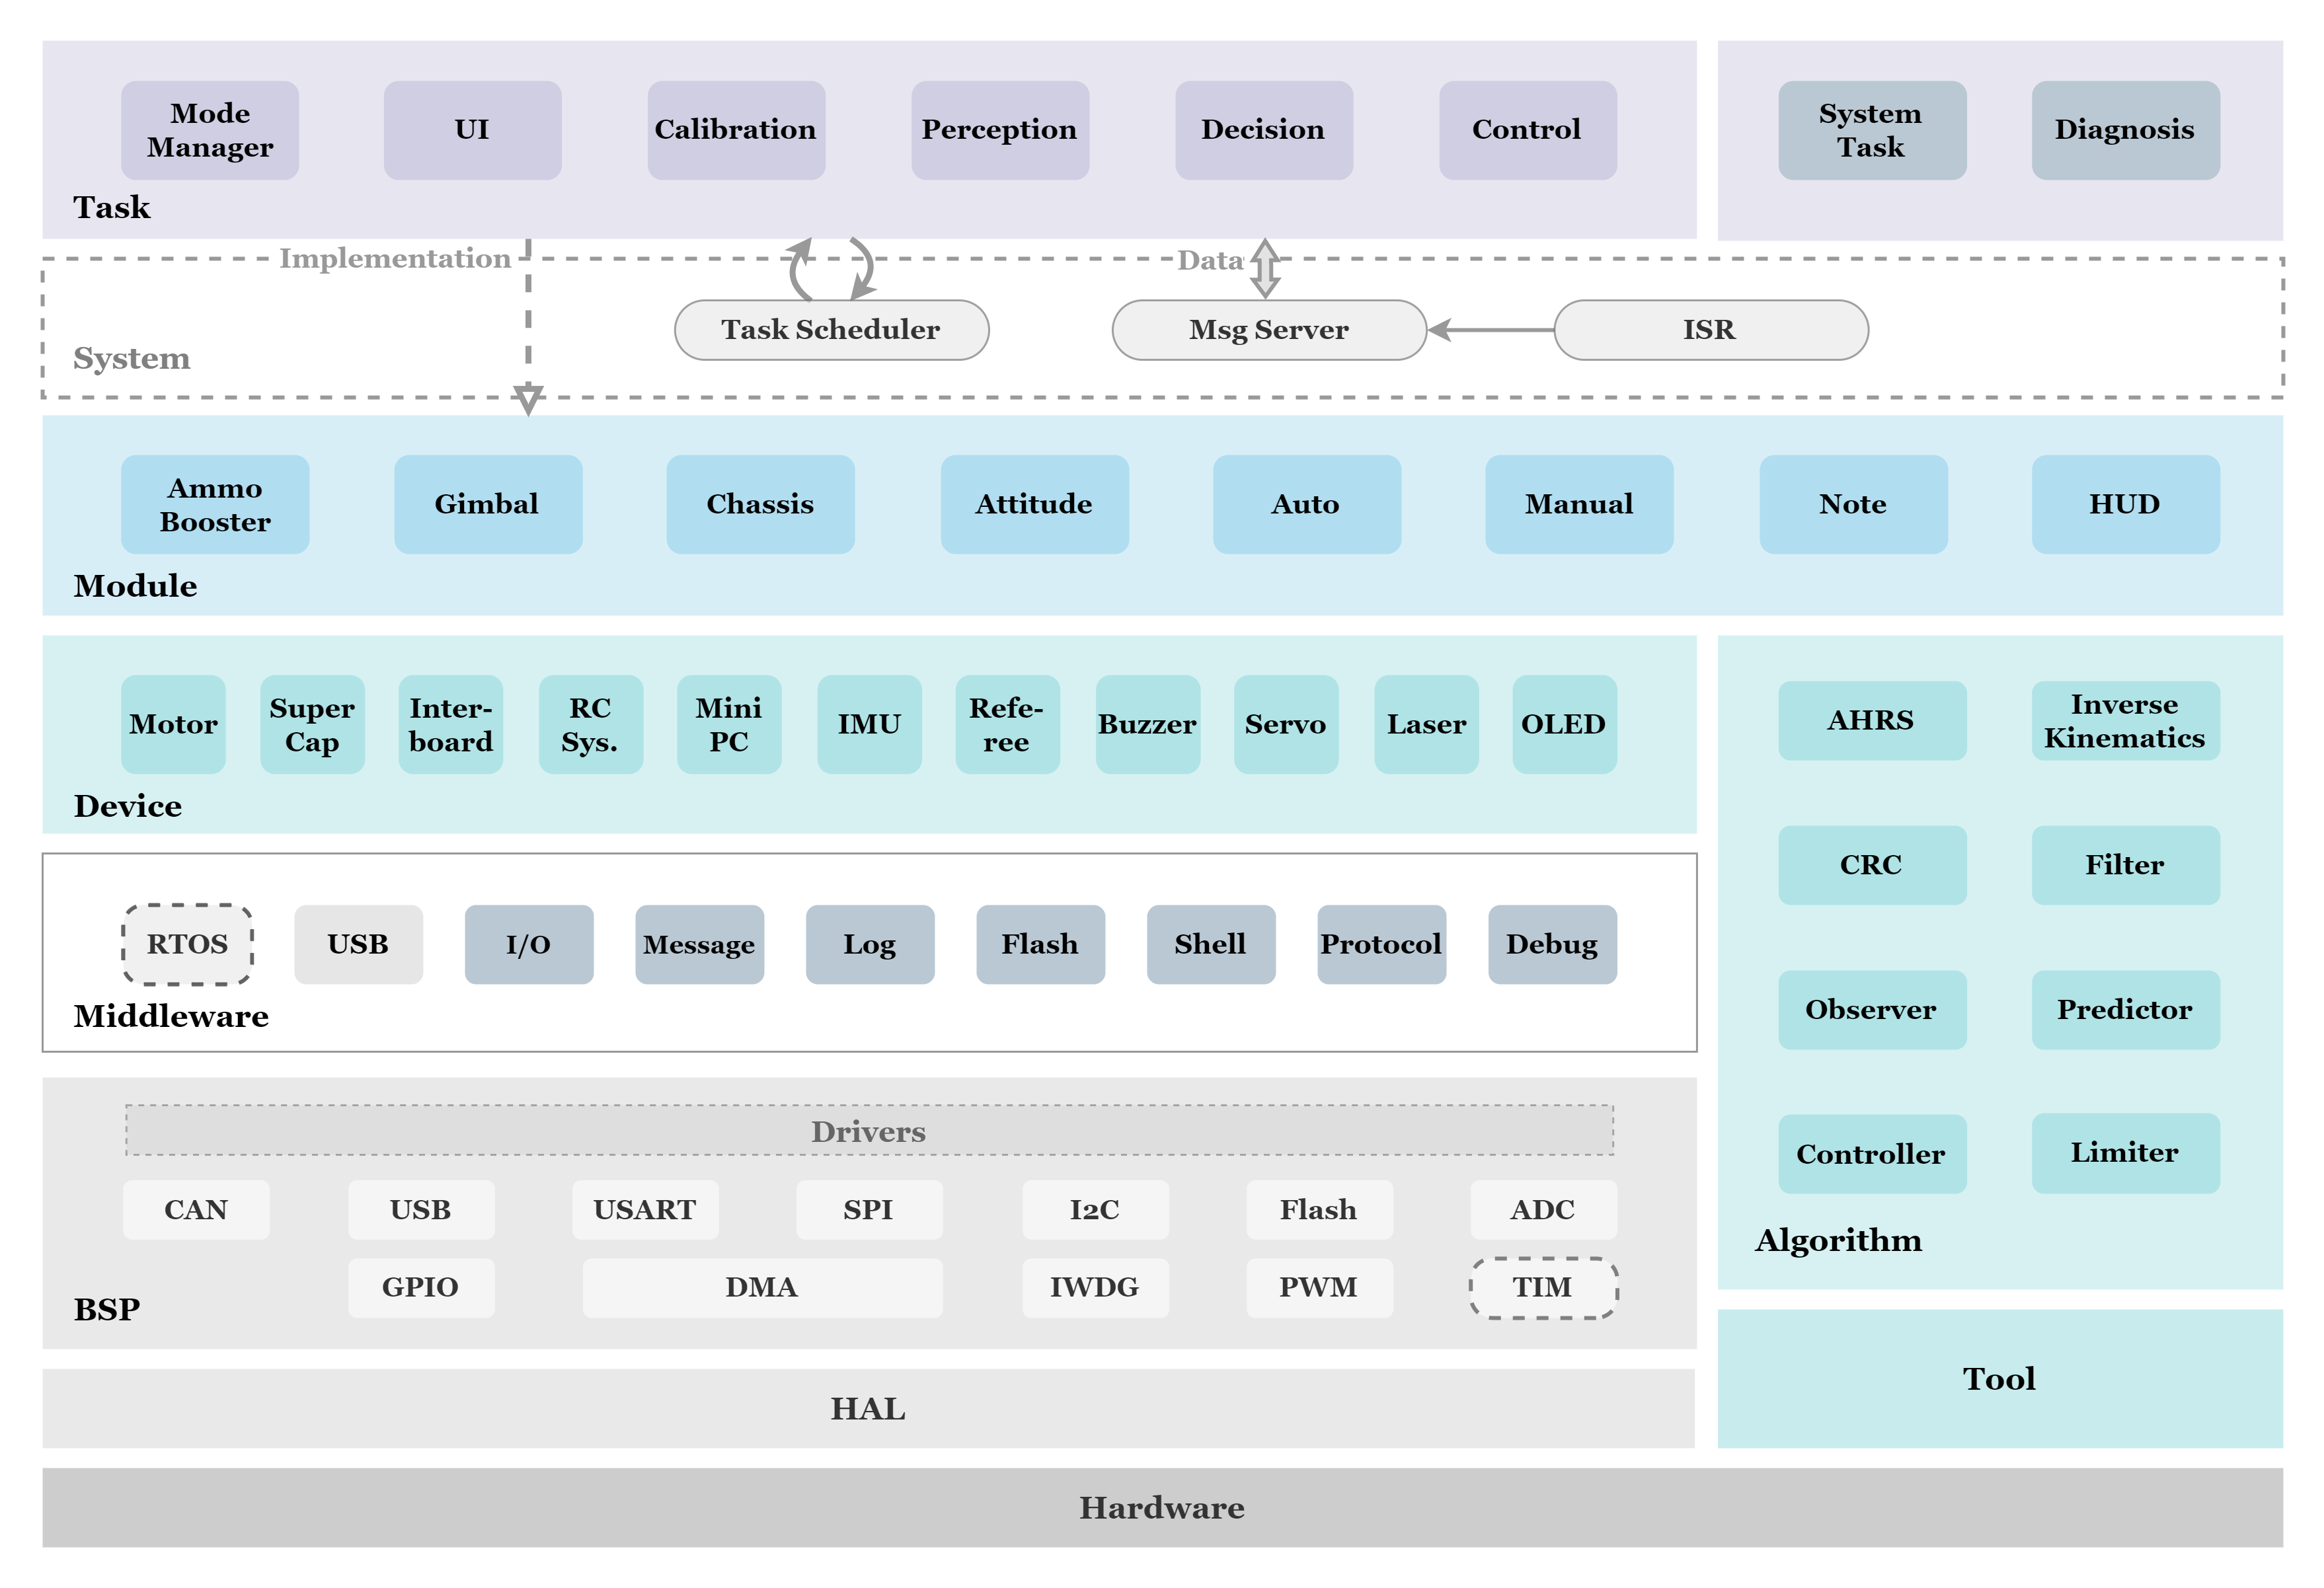 Mode
Manager
UI
Calibration
Perception
Decision
Control
Task
System
Task
Diagnosis
Implementation
Data
Task Scheduler
Msg Server
ISR
System
Ammo
Booster
Gimbal
Chassis
Attitude
Auto
Manual
Note
HUD
Module
Motor
Super
Cap
Inter-
board
RC
Sys.
Mini
PC
IMU
Refe-
ree
Buzzer
Servo
Laser
OLED
Device
RTOS
USB
I/O
Message
Log
Flash
Shell
Protocol
Debug
Middleware
Drivers
CAN
USB
USART
SPI
I2C
Flash
ADC
GPIO
DMA
IWDG
PWM
TIM
BSP
HAL
AHRS
Inverse
Kinematics
CRC
Filter
Observer
Predictor
Controller
Limiter
Algorithm
Tool
Hardware